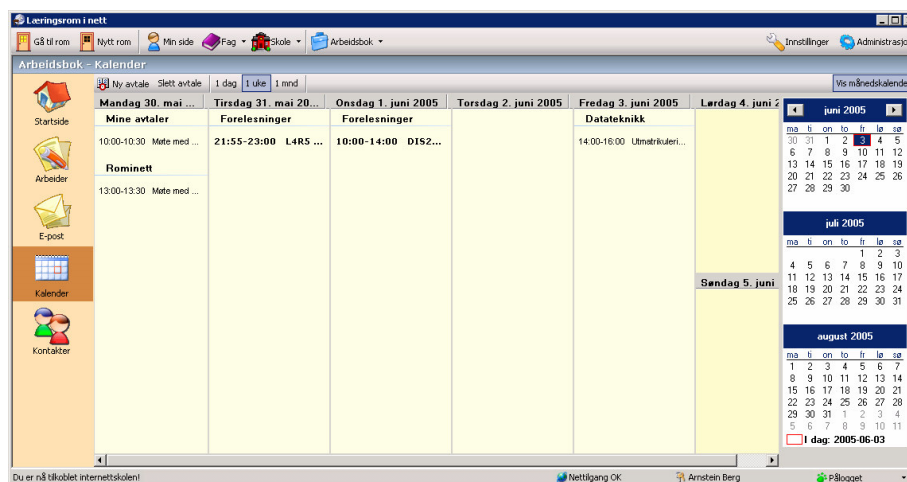 Læringsrom i nett
Gå til rom Nytt rom Min side Fag Skole Arbeidsbok Innstillinger Administrasjo
Arbeidsbok - Kalender
Ny avtale Slett avtale 1 dag 1 uke 1 mnd Vis månedskalende
Startside
Arbeider
E-post
Kalender
Kontakter
Mandag 30. mai ... Tirsdag 31. mai 20... Onsdag 1. juni 2005 Torsdag 2. juni 2005 Fredag 3. juni 2005 Lørdag 4. juni 2
Mine avtaler Forelesninger Forelesninger Datateknikk
10:00-10:30 Møte med ... 21:55-23:00 L4R5 ... 10:00-14:00 DIS2... 14:00-16:00 Utmatrikuleri...
Rominett
13:00-13:30 Møte med ...
Søndag 5. juni
juni 2005
ma ti on to fr lø sø
30 31 1 2 3 4 5
6 7 8 9 10 11 12
13 14 15 16 17 18 19
20 21 22 23 24 25 26
27 28 29 30
juli 2005
ma ti on to fr lø sø
1 2 3
4 5 6 7 8 9 10
11 12 13 14 15 16 17
18 19 20 21 22 23 24
25 26 27 28 29 30 31
august 2005
ma ti on to fr lø sø
1 2 3 4 5 6 7
8 9 10 11 12 13 14
15 16 17 18 19 20 21
22 23 24 25 26 27 28
29 30 31 1 2 3 4
5 6 7 8 9 10 11
I dag: 2005-06-03
Du er nå tilkoblet internettskolen! Nettilgang OK Arnstein Berg Pålogget